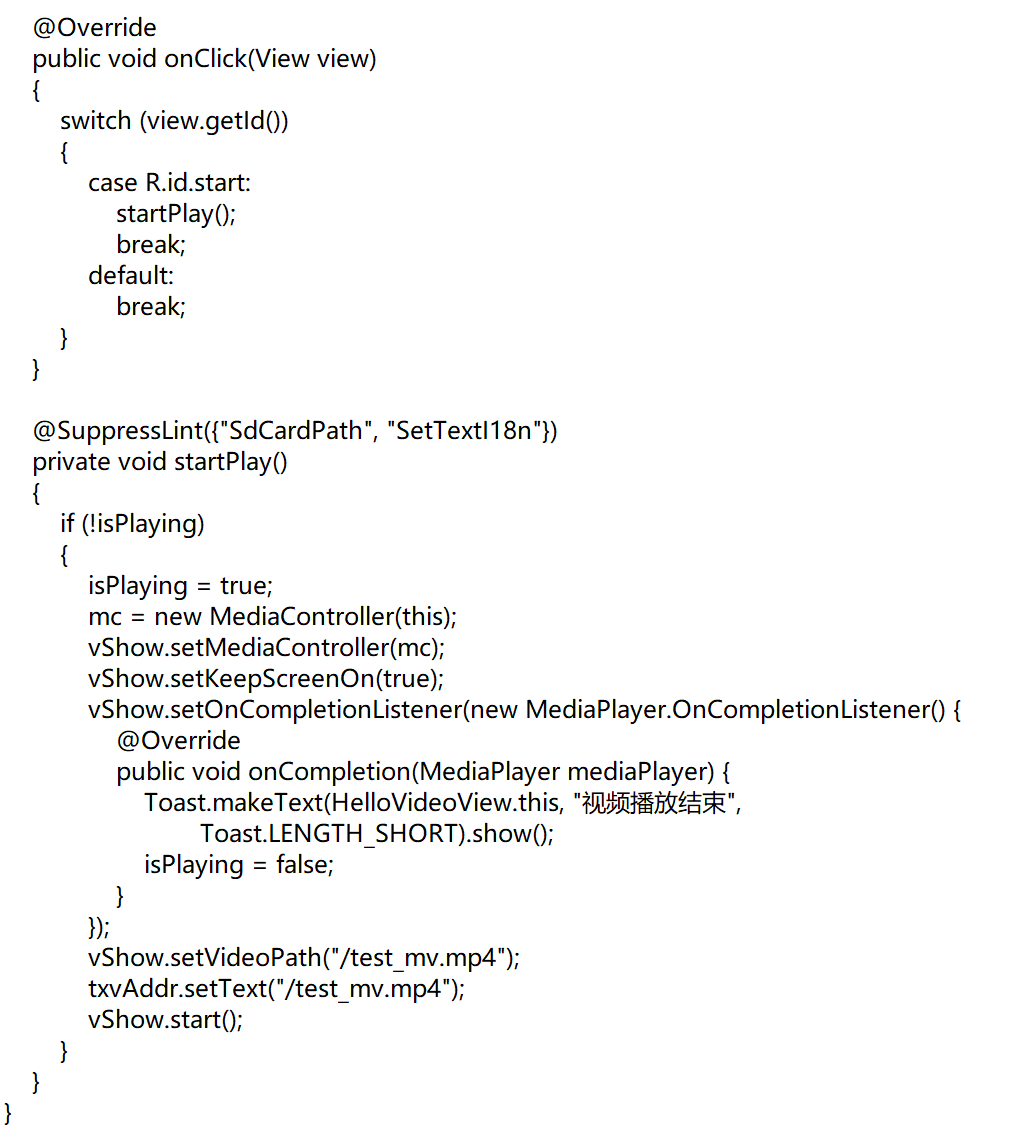 @Override
public void onClick(View view)
{
switch (view.getId())
{
case R.id.start:
startPlay();
break;
default:
break;
}
}
@SuppressLint({"SdCardPath", "SetTextI18n"})
private void startPlay()
{
if (!isPlaying)
{
isPlaying = true;
mc = new MediaController(this);
vShow.setMediaController(mc);
vShow.setKeepScreenOn(true);
vShow.setOnCompletionListener(new MediaPlayer.OnCompletionListener() {
@Override
public void onCompletion(MediaPlayer mediaPlayer) {
Toast.makeText(HelloVideoView.this, "视频播放结束",
Toast.LENGTH_SHORT).show();
isPlaying = false;
}
});
vShow.setVideoPath("/test_mv.mp4");
txvAddr.setText("/test_mv.mp4");
vShow.start();
}
}
}